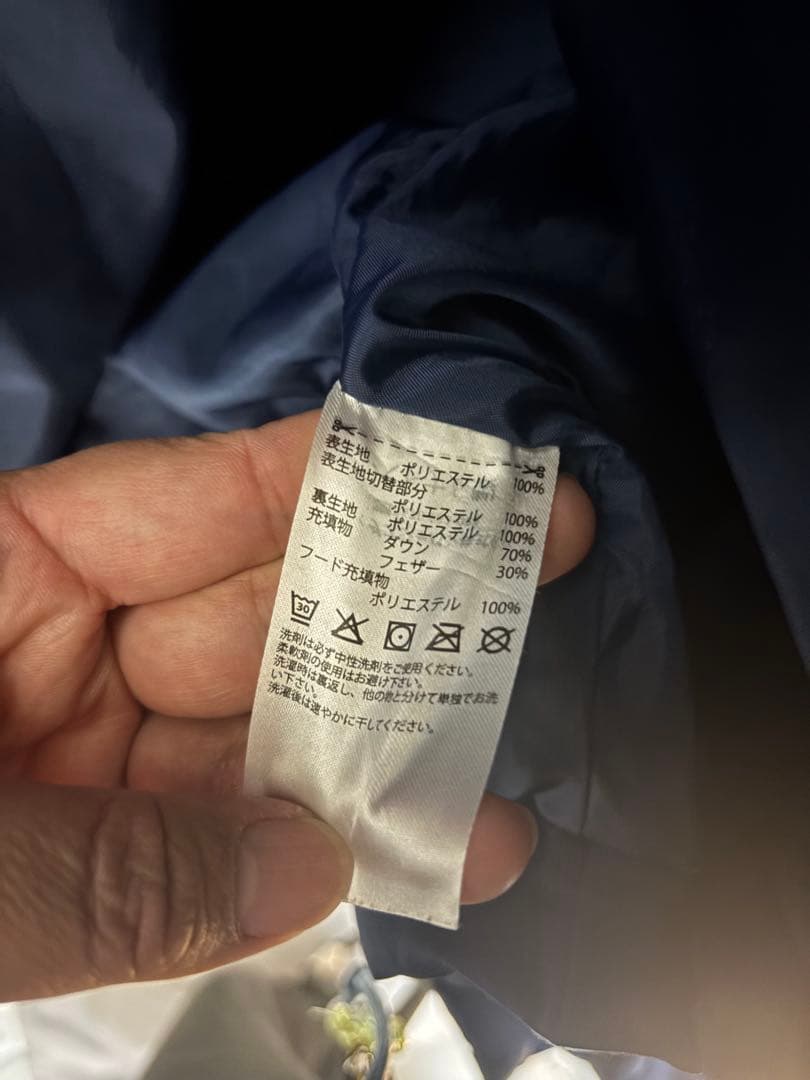 表生地 ポリエステル 100%
表生地切替部分
ポリエステル 100%
裏生地 ポリエステル 100%
充填物 ダウン 70%
フェザー 30%
フード充填物
ポリエステル 100%
30
洗剤は必ず中性洗剤をご使用ください。
柔軟剤の使用はお避け下さい。
洗濯時は裏返し、他の物と分けて単独でお洗
い下さい。
洗濯後は速やかに干してください。